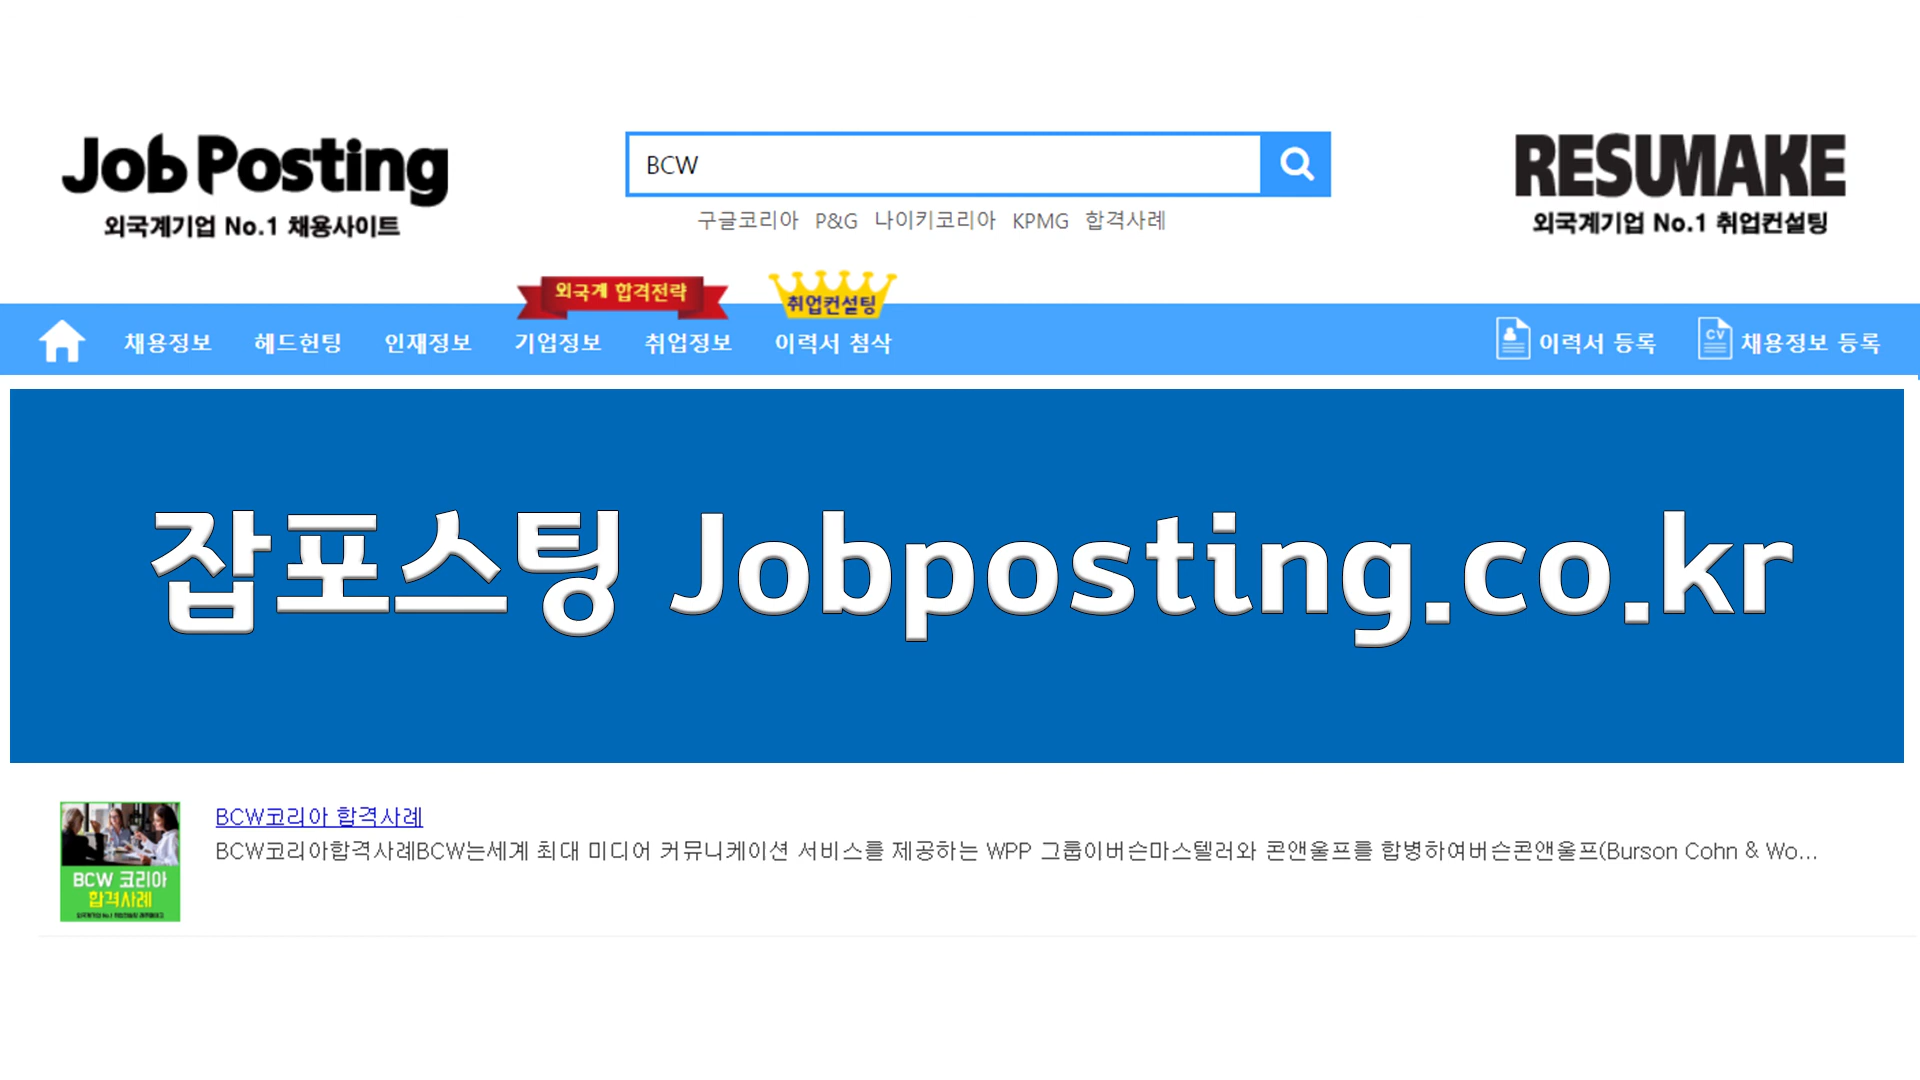 Job Posting
외국계기업 No.1 채용사이트
BCW
구글코리아 P&G 나이키코리아 KPMG 합격사례
RESUMAKE
외국계기업 No.1 취업컨설팅
외국계 합격전략
취업컨설팅
채용정보 헤드헌팅 인재정보 기업정보 취업정보 이력서 첨삭
이력서 등록
CV
채용정보 등록
잡포스팅 Jobposting.co.kr
BCW 코리아
합격사례
BCW코리아 합격사례
BCW코리아합격사례BCW는세계 최대 미디어 커뮤니케이션 서비스를 제공하는 WPP 그룹이버슨마스텔러와 콘앤울프를 합병하여버슨콘앤울프(Burson Cohn & Wo...